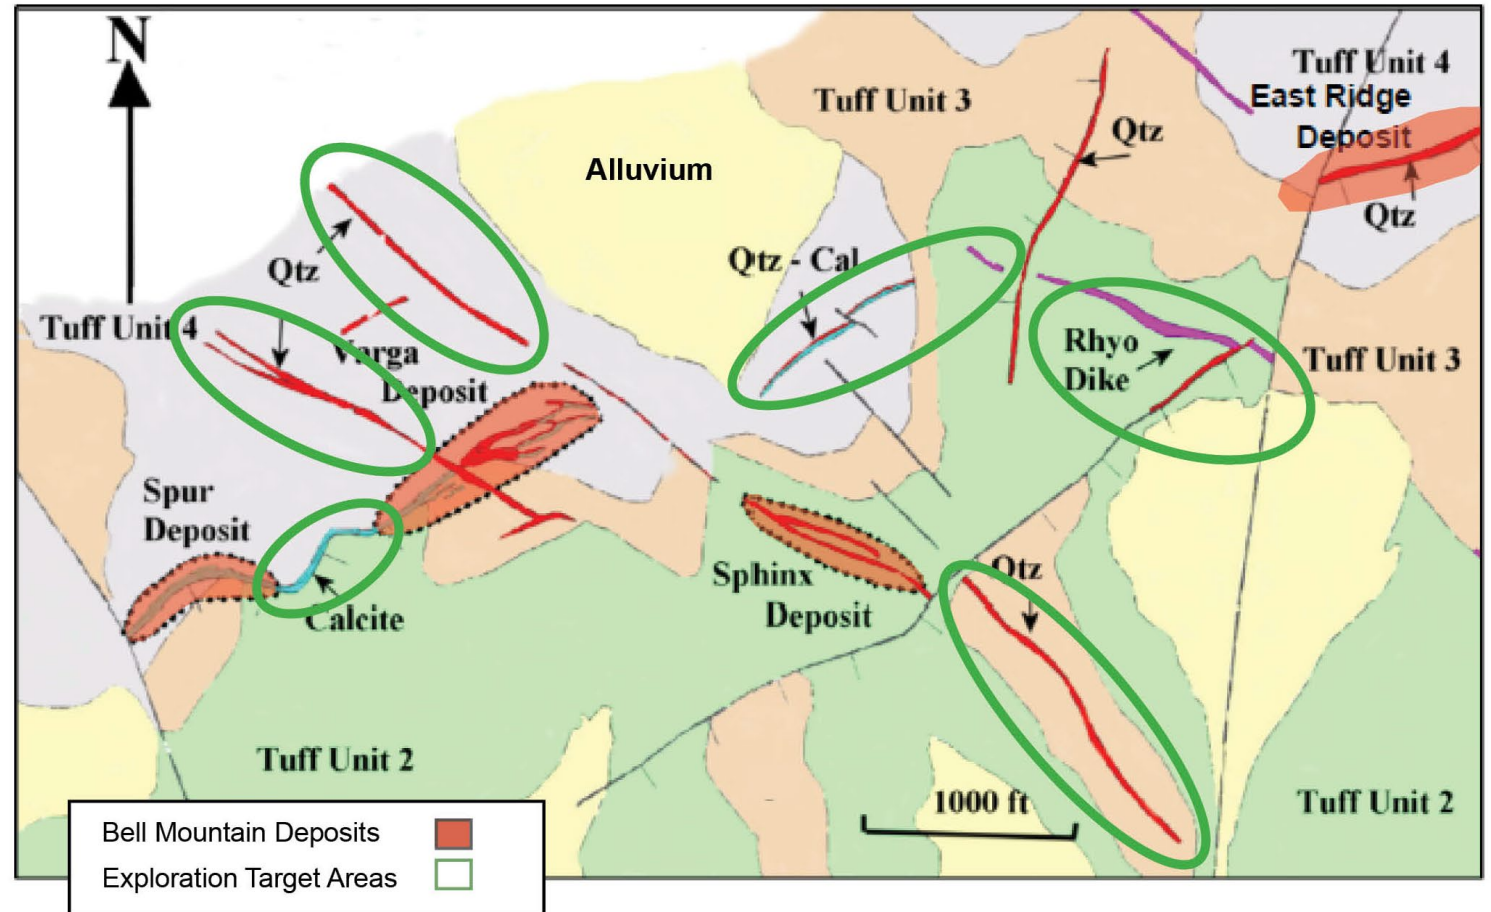 N
Tuff Unit 4
East Ridge
Deposit
Tuff Unit 3
Qtz
Alluvium
Qtz
Qtz
Qtz - Cal
Tuff Unit 4
Varga
Deposit
Rhyo
Dike
Tuff Unit 3
Spur
Deposit
Sphinx
Deposit
Qtz
Calcite
Tuff Unit 2
1000 ft
Tuff Unit 2
Bell Mountain Deposits
Exploration Target Areas